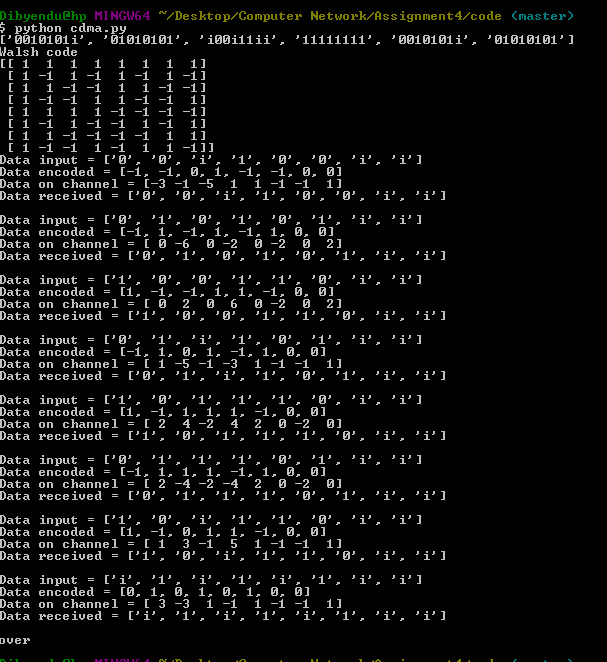 Dibyendu@hp MINGW64 ~/Desktop/Computer Network/Assignment4/code (master)
$ python cdma.py
['0010101i', '01010101', 'i00i11ii', '11111111', '0010101i', '01010101']
Walsh code
[[ 1  1  1  1  1  1  1  1]
 [ 1 -1  1 -1  1 -1  1 -1]
 [ 1  1 -1 -1  1  1 -1 -1]
 [ 1 -1 -1  1  1 -1 -1  1]
 [ 1  1  1  1 -1 -1 -1 -1]
 [ 1 -1  1 -1 -1  1 -1  1]
 [ 1  1 -1 -1 -1 -1  1  1]
 [ 1 -1 -1  1 -1  1  1 -1]]
Data input = ['0', '0', 'i', '1', '0', '0', 'i', 'i']
Data encoded = [-1, -1, 0, 1, -1, -1, 0, 0]
Data on channel = [-3 -1 -5  1  1 -1 -1  1]
Data received = ['0', '0', 'i', '1', '0', '0', 'i', 'i']
Data input = ['0', '1', '0', '1', '0', '1', 'i', 'i']
Data encoded = [-1, 1, -1, 1, -1, 1, 0, 0]
Data on channel = [ 0 -6  0 -2  0 -2  0  2]
Data received = ['0', '1', '0', '1', '0', '1', 'i', 'i']
Data input = ['1', '0', '0', '1', '1', '0', 'i', 'i']
Data encoded = [1, -1, -1, 1, 1, -1, 0, 0]
Data on channel = [ 0  2  0  6  0 -2  0  2]
Data received = ['1', '0', '0', '1', '1', '0', 'i', 'i']
Data input = ['0', '1', 'i', '1', '0', '1', 'i', 'i']
Data encoded = [-1, 1, 0, 1, -1, 1, 0, 0]
Data on channel = [ 1 -5 -1 -3  1 -1 -1  1]
Data received = ['0', '1', 'i', '1', '0', '1', 'i', 'i']
Data input = ['1', '0', '1', '1', '1', '0', 'i', 'i']
Data encoded = [1, -1, 1, 1, 1, -1, 0, 0]
Data on channel = [ 2  4 -2  4  2  0 -2  0]
Data received = ['1', '0', '1', '1', '1', '0', 'i', 'i']
Data input = ['0', '1', '1', '1', '0', '1', 'i', 'i']
Data encoded = [-1, 1, 1, 1, -1, 1, 0, 0]
Data on channel = [ 2 -4 -2 -4  2  0 -2  0]
Data received = ['0', '1', '1', '1', '0', '1', 'i', 'i']
Data input = ['1', '0', 'i', '1', '1', '0', 'i', 'i']
Data encoded = [1, -1, 0, 1, 1, -1, 0, 0]
Data on channel = [ 1  3 -1  5  1 -1 -1  1]
Data received = ['1', '0', 'i', '1', '1', '0', 'i', 'i']
Data input = ['i', '1', 'i', '1', 'i', '1', 'i', 'i']
Data encoded = [0, 1, 0, 1, 0, 1, 0, 0]
Data on channel = [ 3 -3  1 -1  1 -1 -1  1]
Data received = ['i', '1', 'i', '1', 'i', '1', 'i', 'i']
over
Dibyendu@hp MINGW64 ~/Desktop/Computer Network/Assignment4/code (master)